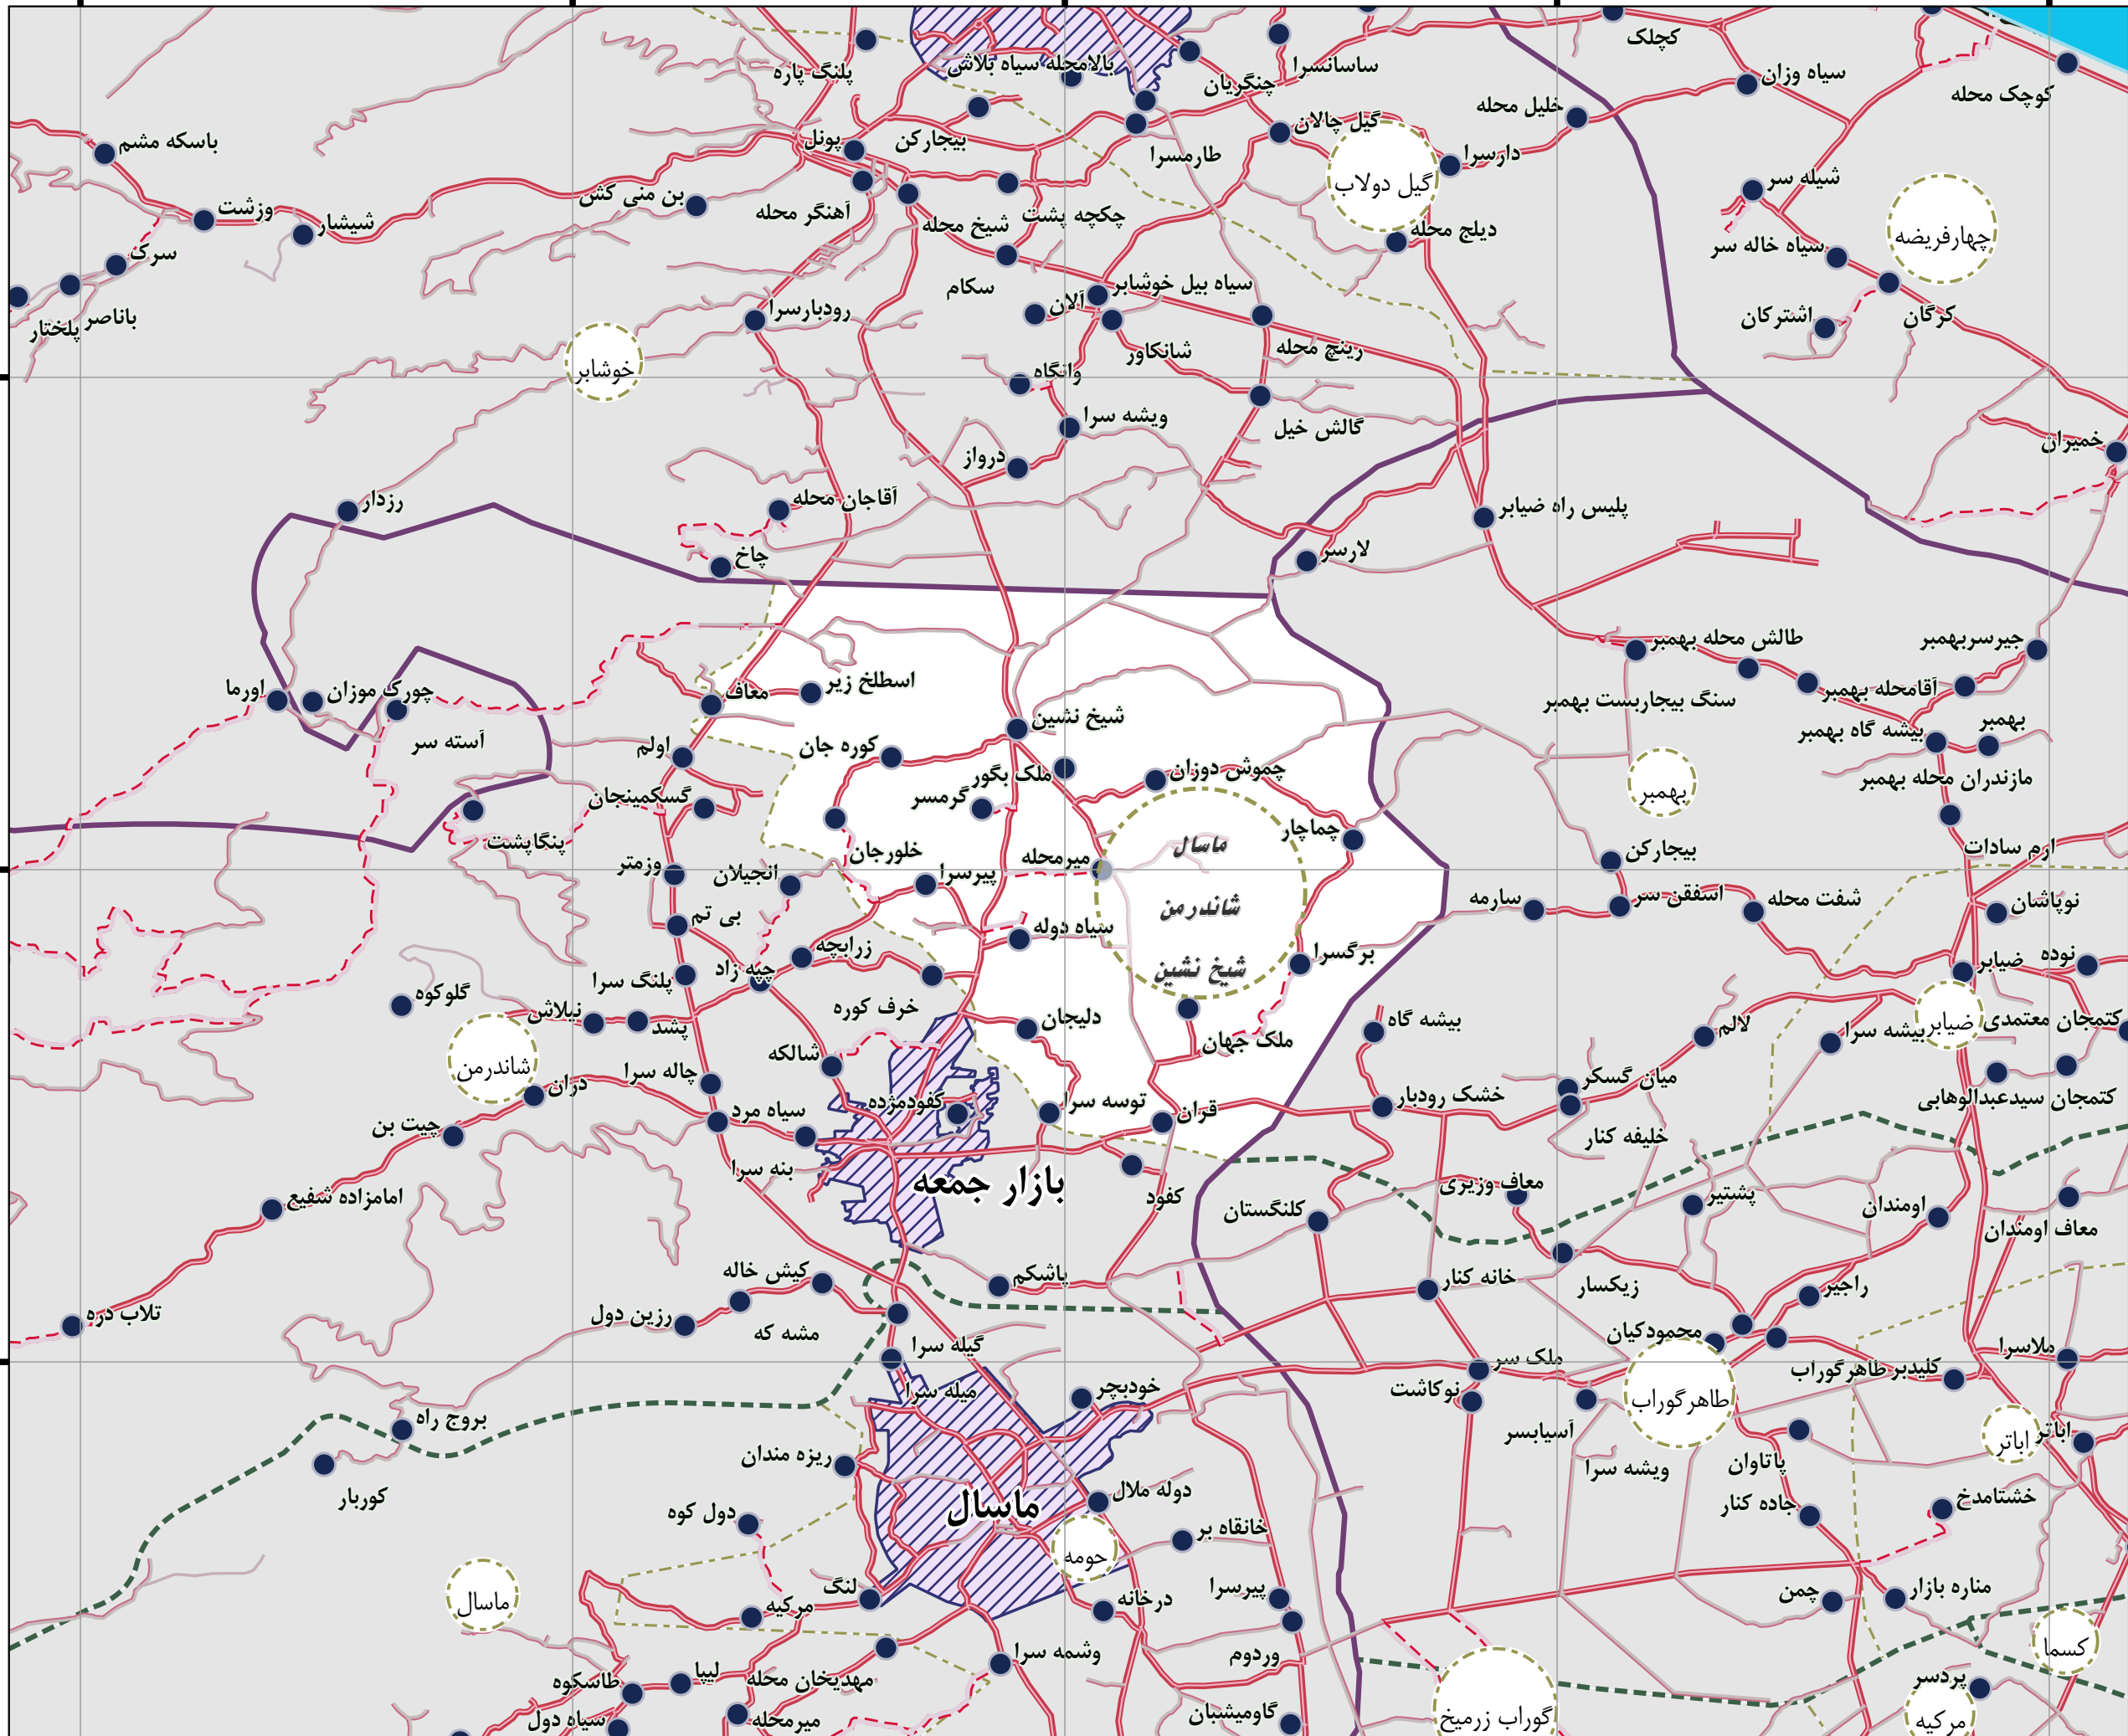 کچلک
ساسانسرا
بالامحله سیاه بلاش
پلنگ پاره
سیاه وزان
چنگریان
کوچک محله
خلیل محله
گیل چالان
باسکه مشم
پونل
بیجارکن
طارمسرا
دارسرا
گیل دولاب
شیله سر
بن منی کش
وزشت
شیشار
آهنگر محله
شیخ محله
چکچه پشت
دیلج محله
چهارفریضه
سیاه خاله سر
سرک
سکام
سیاه بیل خوشابر
آلان
باناصر
پلختار
رودبارسرا
اشترکان
کرگان
رینچ محله
شانکاور
خوشابر
وانگاه
ویشه سرا
گالش خیل
خمیران
درواز
رزدار
آقاجان محله
پلیس راه ضیابر
چاخ
لارسر
طالش محله بهمبر
جیرسربهمبر
اورما
چورک موزان
معاف
اسطلخ زیر
آقامحله بهمبر
سنگ بیجاربست بهمبر
شیخ نشین
بهمبر
بیشه گاه بهمبر
آسته سر
اولم
کوره جان
ملک بگور
چموش دوزان
مازندران محله بهمبر
بهمبر
گسکمینجان
گرمسر
چماچار
پنگاپشت
ماسال
شاندرمن
شیخ نشین
میرمحله
خلورجان
بیجارکن
ارم سادات
وزمتر
انجیلان
پیرسرا
سارمه
اسفقن سر
شفت محله
نوپاشان
بی تم
سیاه دوله
زرابچه
برگسرا
نوده
ضیابر
چپه زاد
پلنگ سرا
گلوکوه
نیلاش
پشد
خرف کوره
دلیجان
ملک جهان
بیشه گاه
لالم
بیشه سرا
ضیابر
کتمجان معتمدی
شاندرمن
شالکه
چاله سرا
دران
میان گسکر
خشک رودبار
کتمجان سیدعبدالوهابی
کفودمژده
توسه سرا
قران
سیاه مرد
چیت بن
خلیفه کنار
بنه سرا
بازار جمعه
کفود
معاف وزیری
پشتیر
امامزاده شفیع
کلنگستان
اومندان
معاف اومندان
کیش خاله
پاشکم
خانه کنار
زیکسار
راجیر
تلاب دره
رزین دول
مشه که
گیله سرا
محمودکیان
ملاسرا
ملک سر
کلیدبر طاهرگوراب
میله سرا
خودبچر
نوکاشت
طاهرگوراب
بروج راه
آسیابسر
اباتر
اباتر
ریزه مندان
ویشه سرا
پاتاوان
کوربار
دوله ملال
خشتامدخ
ماسال
دول کوه
جاده کنار
خانقاه بر
حومه
ماسال
لنگ
مرکیه
درخانه
پیرسرا
چمن
مناره بازار
کسما
وشمه سرا
وردوم
لیپا
مهدیخان محله
طاسکوه
پردسر
سیاه دول
میرمحله
گاومیشبان
گوراب زرمیخ
مرکیه